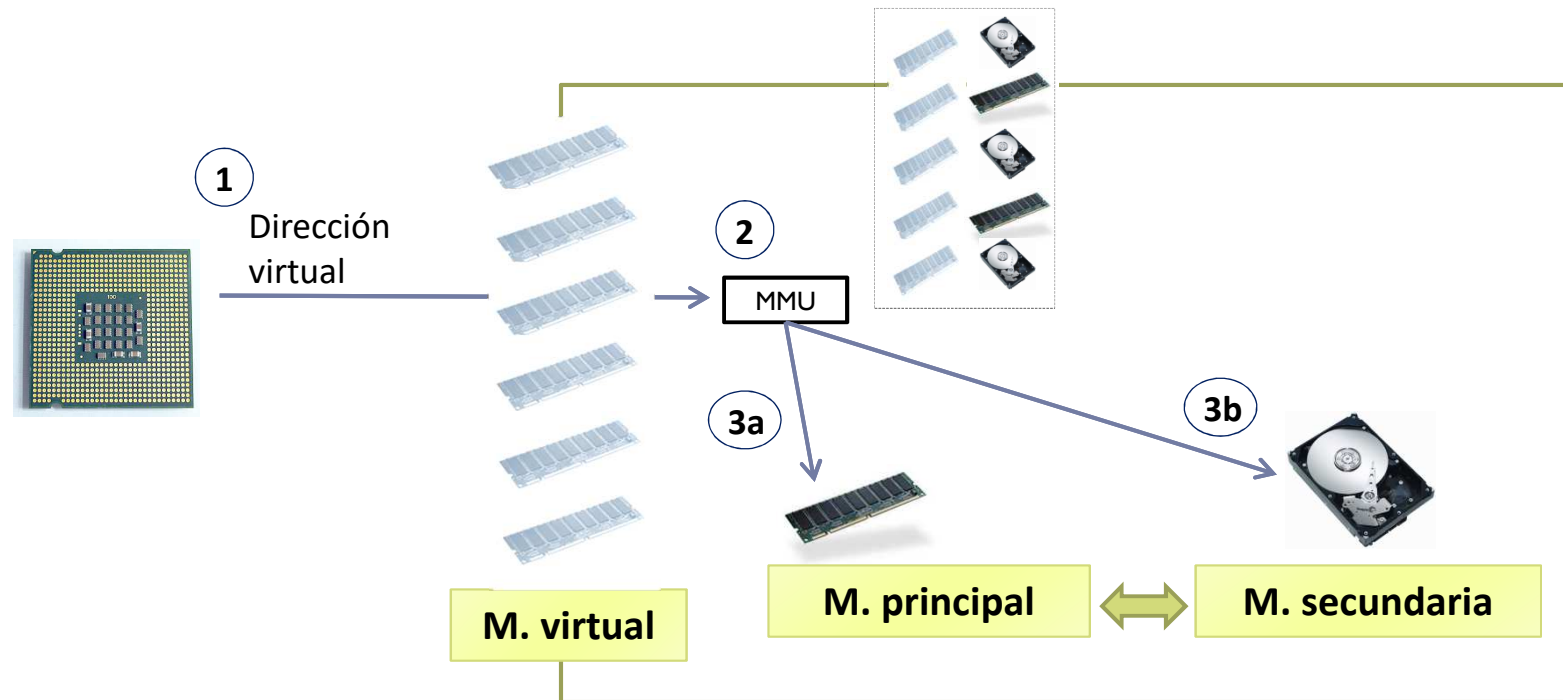 1
Dirección
virtual
2
MMU
3a
3b
M. virtual
M. principal
M. secundaria